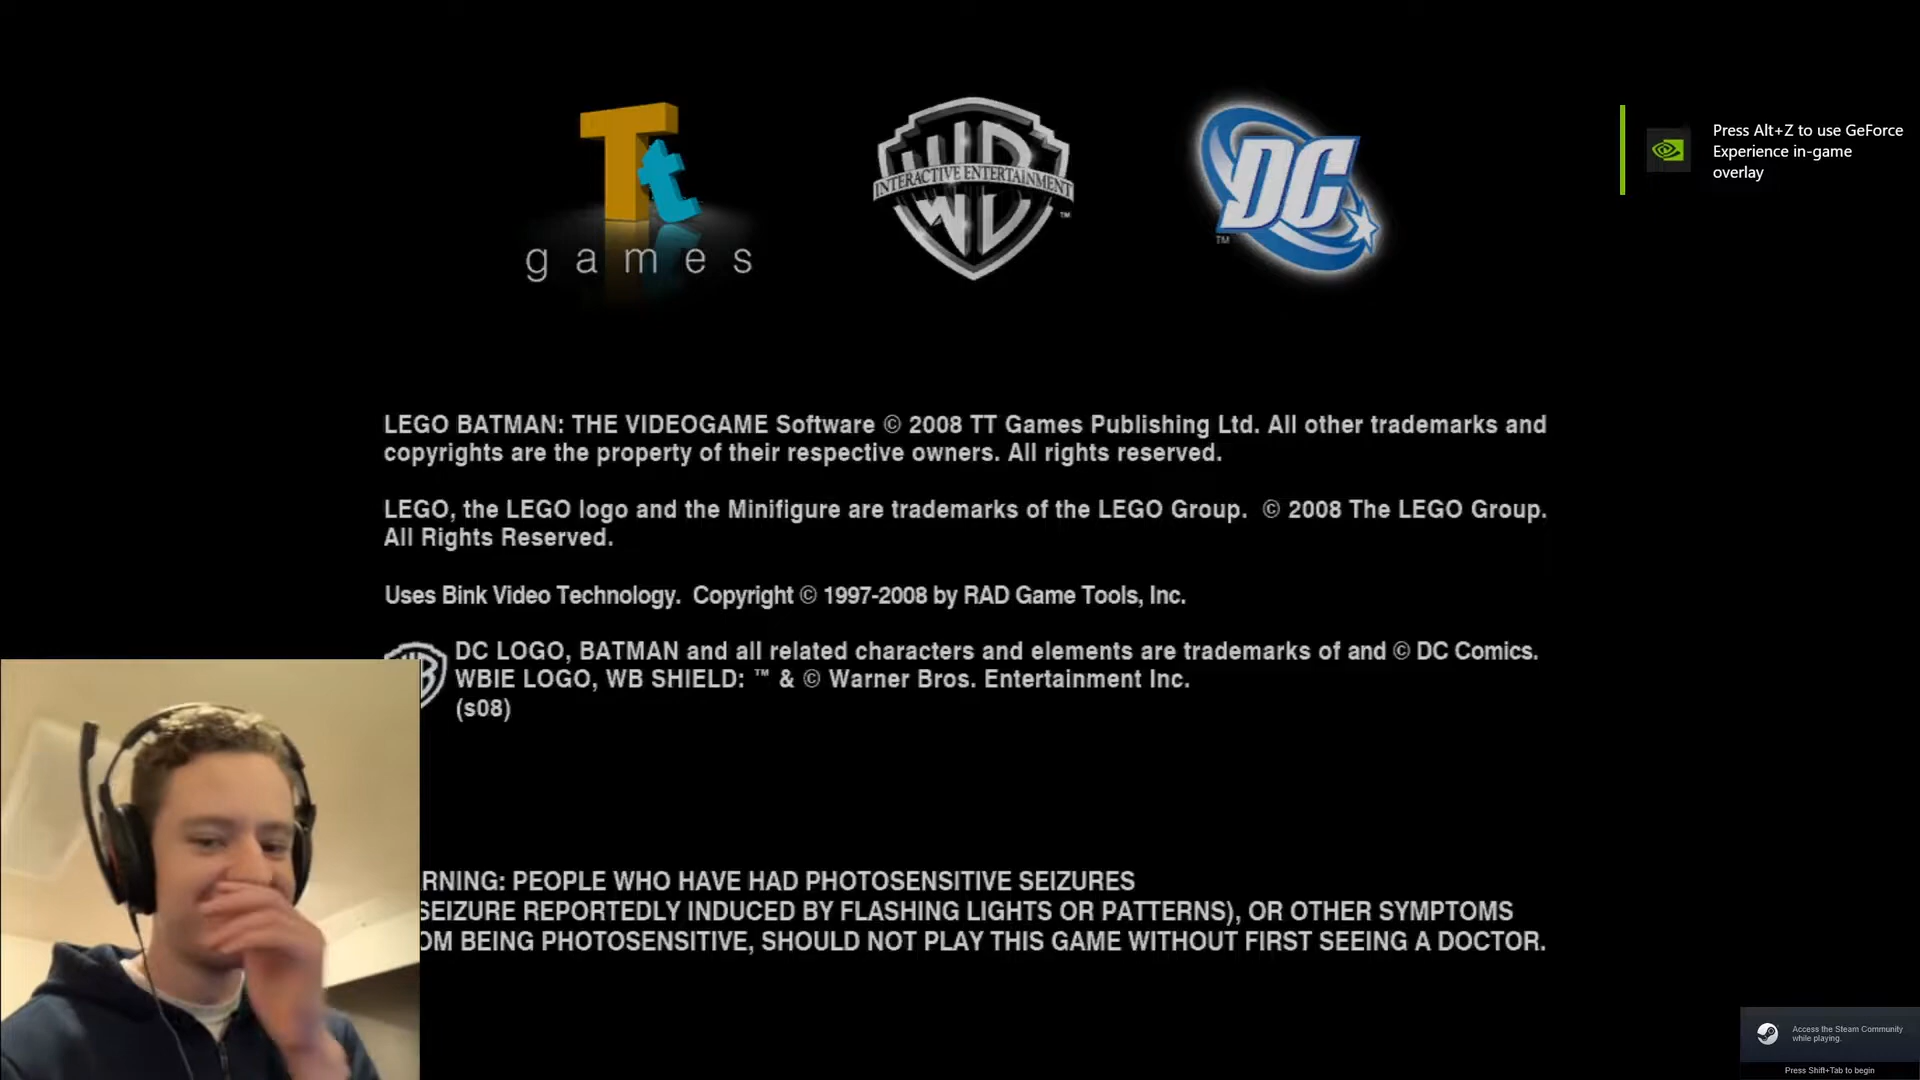 Tt
games
WB
INTERACTIVE ENTERTAINMENT
™
DC
™
Press Alt+Z to use GeForce
Experience in-game
overlay
LEGO BATMAN: THE VIDEOGAME Software © 2008 TT Games Publishing Ltd. All other trademarks and
copyrights are the property of their respective owners. All rights reserved.
LEGO, the LEGO logo and the Minifigure are trademarks of the LEGO Group. © 2008 The LEGO Group.
All Rights Reserved.
Uses Bink Video Technology. Copyright © 1997-2008 by RAD Game Tools, Inc.
DC LOGO, BATMAN and all related characters and elements are trademarks of and © DC Comics.
WBIE LOGO, WB SHIELD: ™ & © Warner Bros. Entertainment Inc.
(s08)
RNING: PEOPLE WHO HAVE HAD PHOTOSENSITIVE SEIZURES
SEIZURE REPORTEDLY INDUCED BY FLASHING LIGHTS OR PATTERNS), OR OTHER SYMPTOMS
OM BEING PHOTOSENSITIVE, SHOULD NOT PLAY THIS GAME WITHOUT FIRST SEEING A DOCTOR.
Access the Steam Community
while playing.
Press Shift+Tab to begin